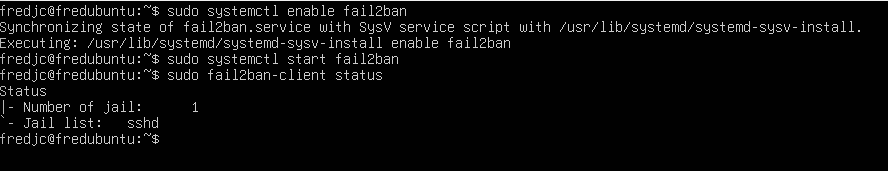 fredjc@fredubuntu:~$ sudo systemctl enable fail2ban
Synchronizing state of fail2ban.service with SysV service script with /usr/lib/systemd/systemd-sysv-install.
Executing: /usr/lib/systemd/systemd-sysv-install enable fail2ban
fredjc@fredubuntu:~$ sudo systemctl start fail2ban
fredjc@fredubuntu:~$ sudo fail2ban-client status
Status
|- Number of jail:      1
`- Jail list:   sshd
fredjc@fredubuntu:~$